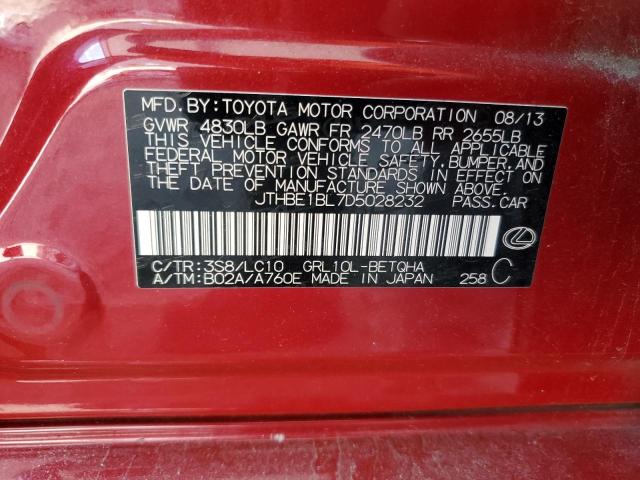 MFD.BY:TOYOTA MOTOR CORPORATION 08/13
GVWR 4830LB GAWR FR 2470LB RR 2655LB
THIS VEHICLE CONFORMS TO ALL APPLICABLE
FEDERAL MOTOR VEHICLE SAFETY,BUMPER,AND
THEFT PREVENTION STANDARDS IN EFFECT ON
THE DATE OF MANUFACTURE SHOWN ABOVE.
JTHBE1BL7D5028232 PASS.CAR
C/TR:3S8/LC10 GRL10L-BETQHA
A/TM:B02A/A760E MADE IN JAPAN 258 C